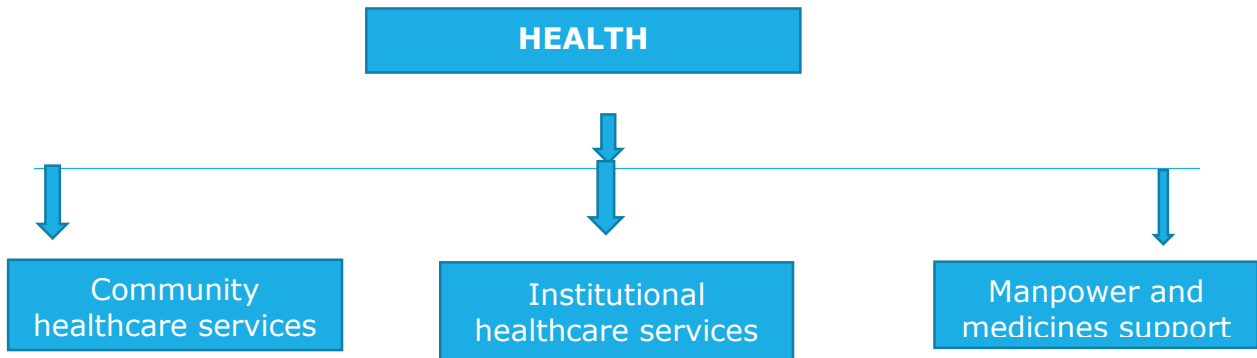 HEALTH
Community
healthcare services
Institutional
healthcare services
Manpower and
medicines support